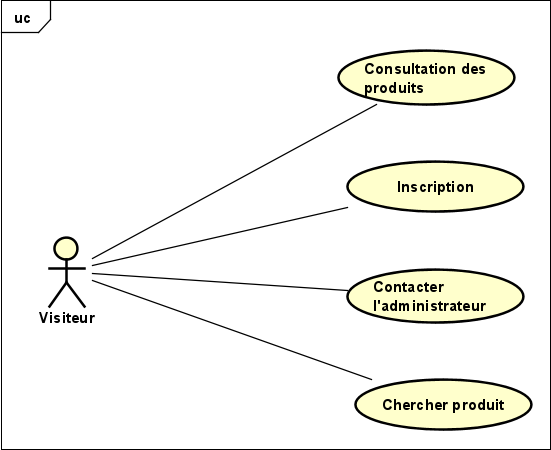 uc
Consultation des
produits
Inscription
Contacter
l'administrateur
Visiteur
Chercher produit